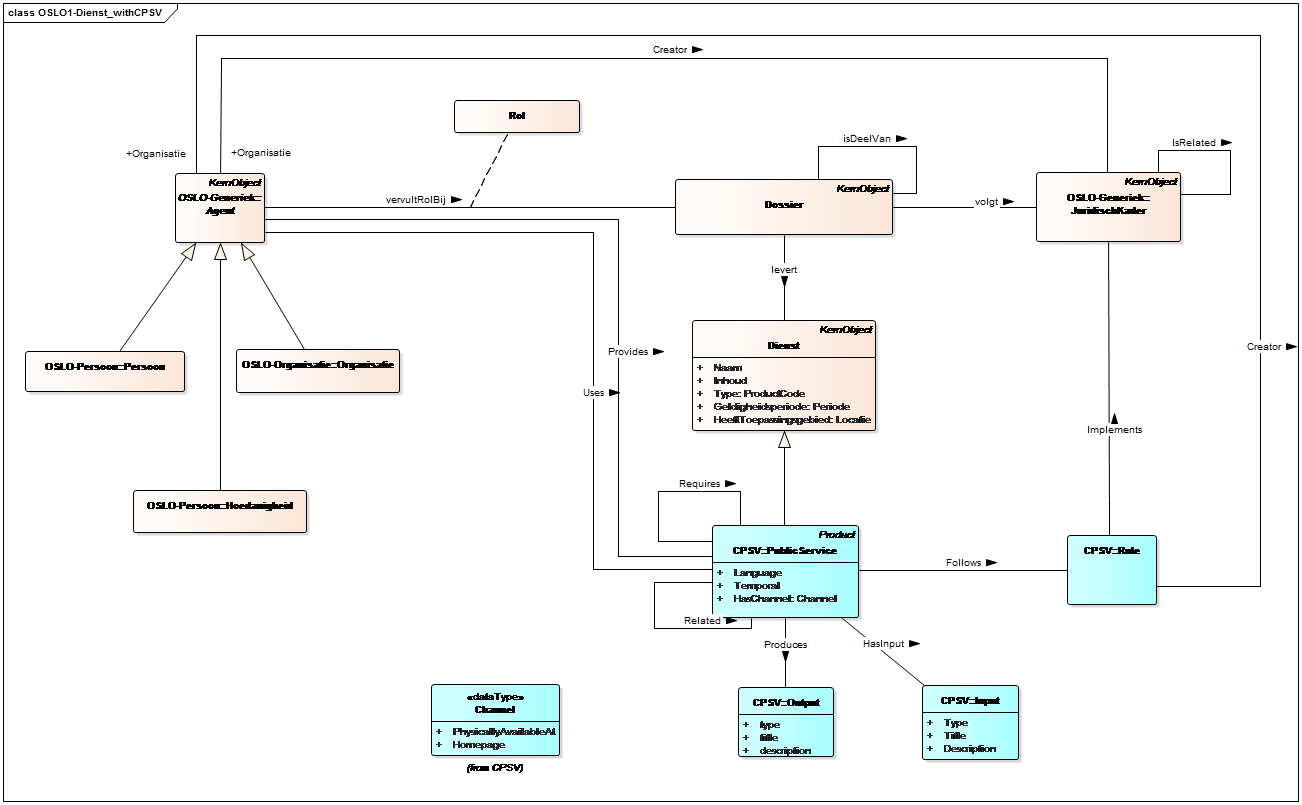 class OSLO1-Dienst_withCPSV
Creator
Rol
isDeelVan
IsRelated
+Organisatie
+Organisatie
KernObject
OSLO-Generiek::
Agent
vervultRolBij
KernObject
Dossier
volgt
KernObject
OSLO-Generiek::
JuridischKader
levert
KernObject
Dienst
+ Naam
+ Inhoud
+ Type: ProductCode
+ Geldigheidsperiode: Periode
+ HeeftToepassingsgebied: Locatie
Provides
Uses
Creator
OSLO-Persoon::Persoon
OSLO-Organisatie::Organisatie
Implements
OSLO-Persoon::Hoedanigheid
Requires
Product
CPSV::PublicService
+ Language
+ Temporal
+ HasChannel: Channel
Follows
CPSV::Rule
Related
Produces
HasInput
«dataType»
Channel
+ PhysicallyAvailableAt
+ Homepage
(from CPSV)
CPSV::Output
+ type
+ title
+ description
CPSV::Input
+ Type
+ Title
+ Description